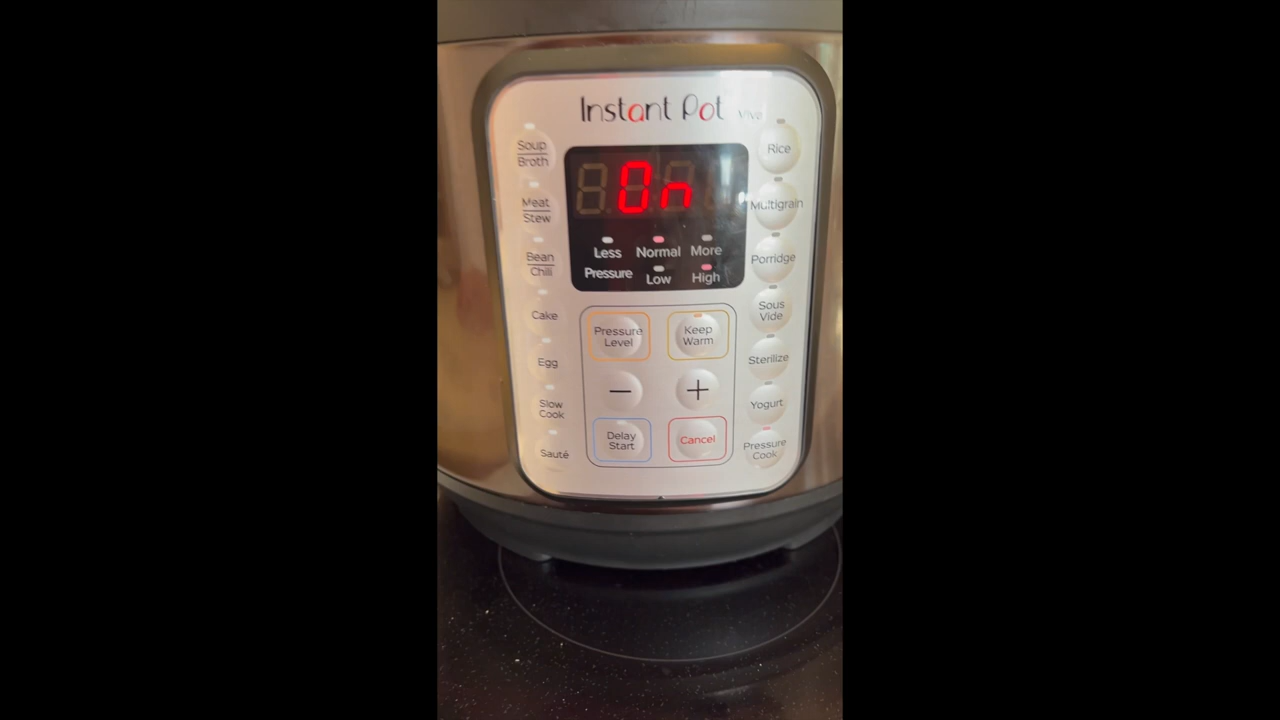 Instant Pot Viva
On
Less Normal More
Pressure Low High
Soup
Broth
Meat
Stew
Bean
Chili
Cake
Egg
Slow
Cook
Sauté
Pressure
Level
Keep
Warm
−
+
Delay
Start
Cancel
Rice
Multigrain
Porridge
Sous
Vide
Sterilize
Yogurt
Pressure
Cook